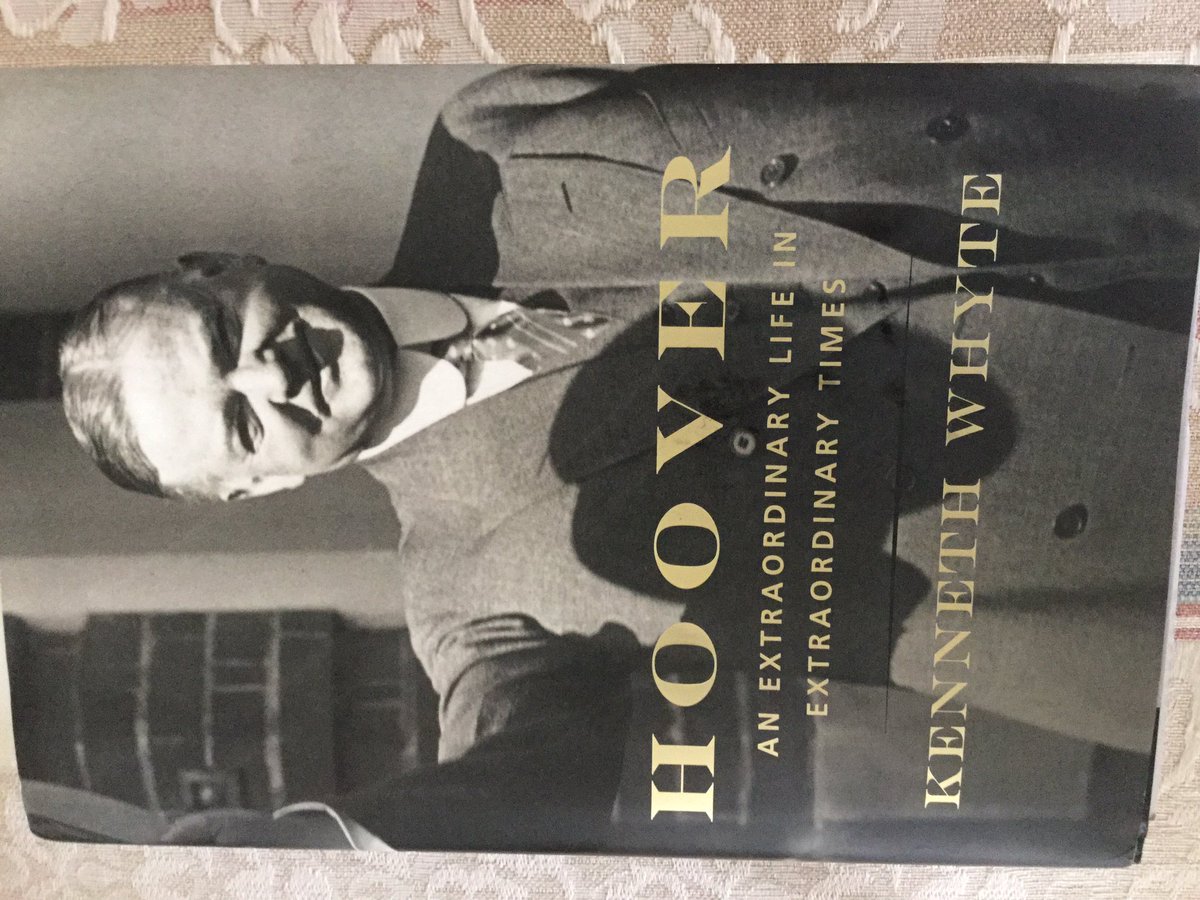 HOOVER
AN EXTRAORDINARY LIFE IN
EXTRAORDINARY TIMES
KENNETH WHYTE